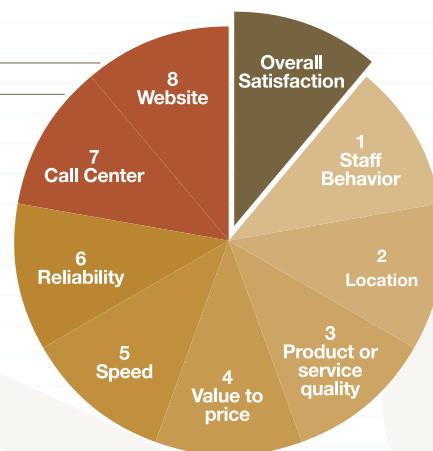 Overall
Satisfaction
1
Staff
Behavior
2
Location
3
Product or
service
quality
4
Value to
price
5
Speed
6
Reliability
7
Call Center
8
Website